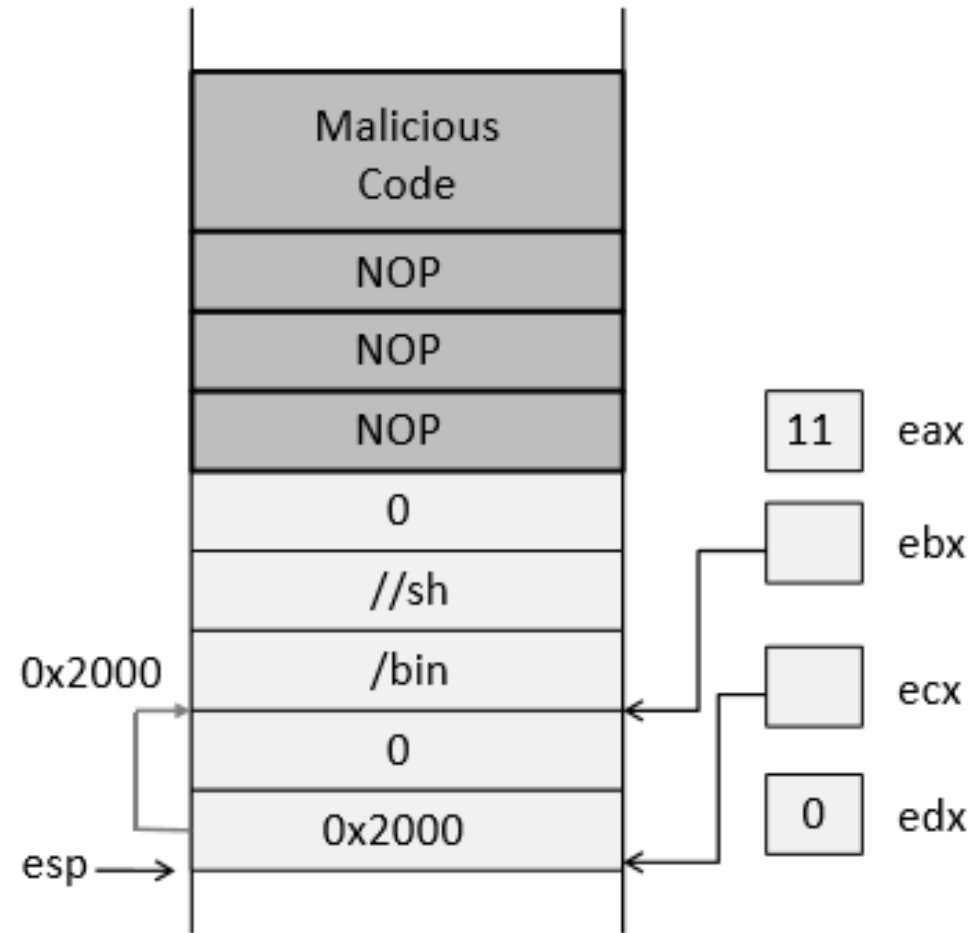 Malicious
Code
NOP
NOP
NOP
11 eax
0
ebx
//sh
0x2000
/bin
ecx
0
0 edx
0x2000
esp